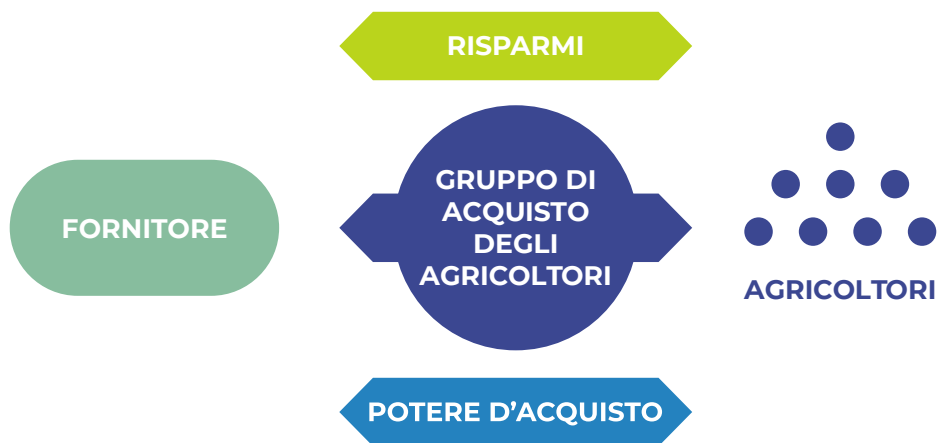 RISPARMI
FORNITORE
GRUPPO DI
ACQUISTO
DEGLI
AGRICOLTORI
AGRICOLTORI
POTERE D'ACQUISTO